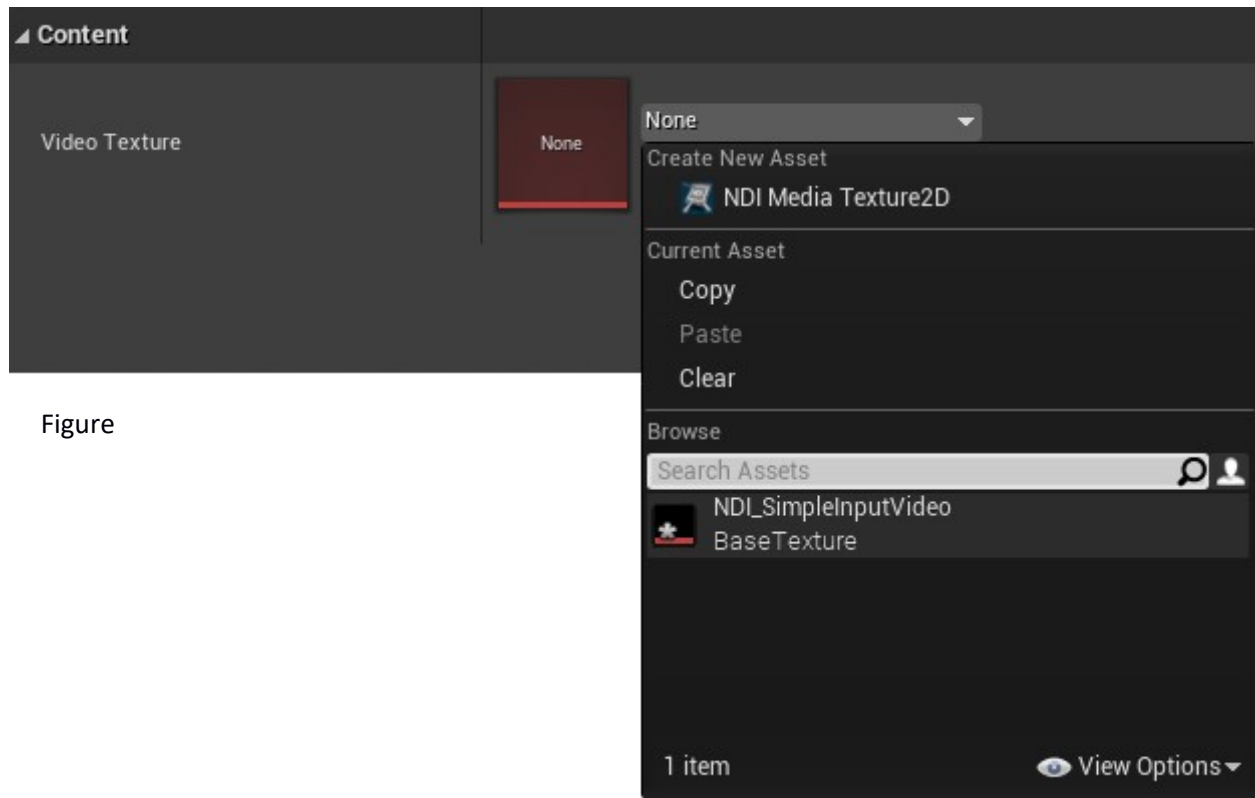 Content
Video Texture
None
None
Create New Asset
NDI Media Texture2D
Current Asset
Copy
Paste
Clear
Figure
Browse
Search Assets
NDI_SimpleInputVideo
BaseTexture
1 item
View Options